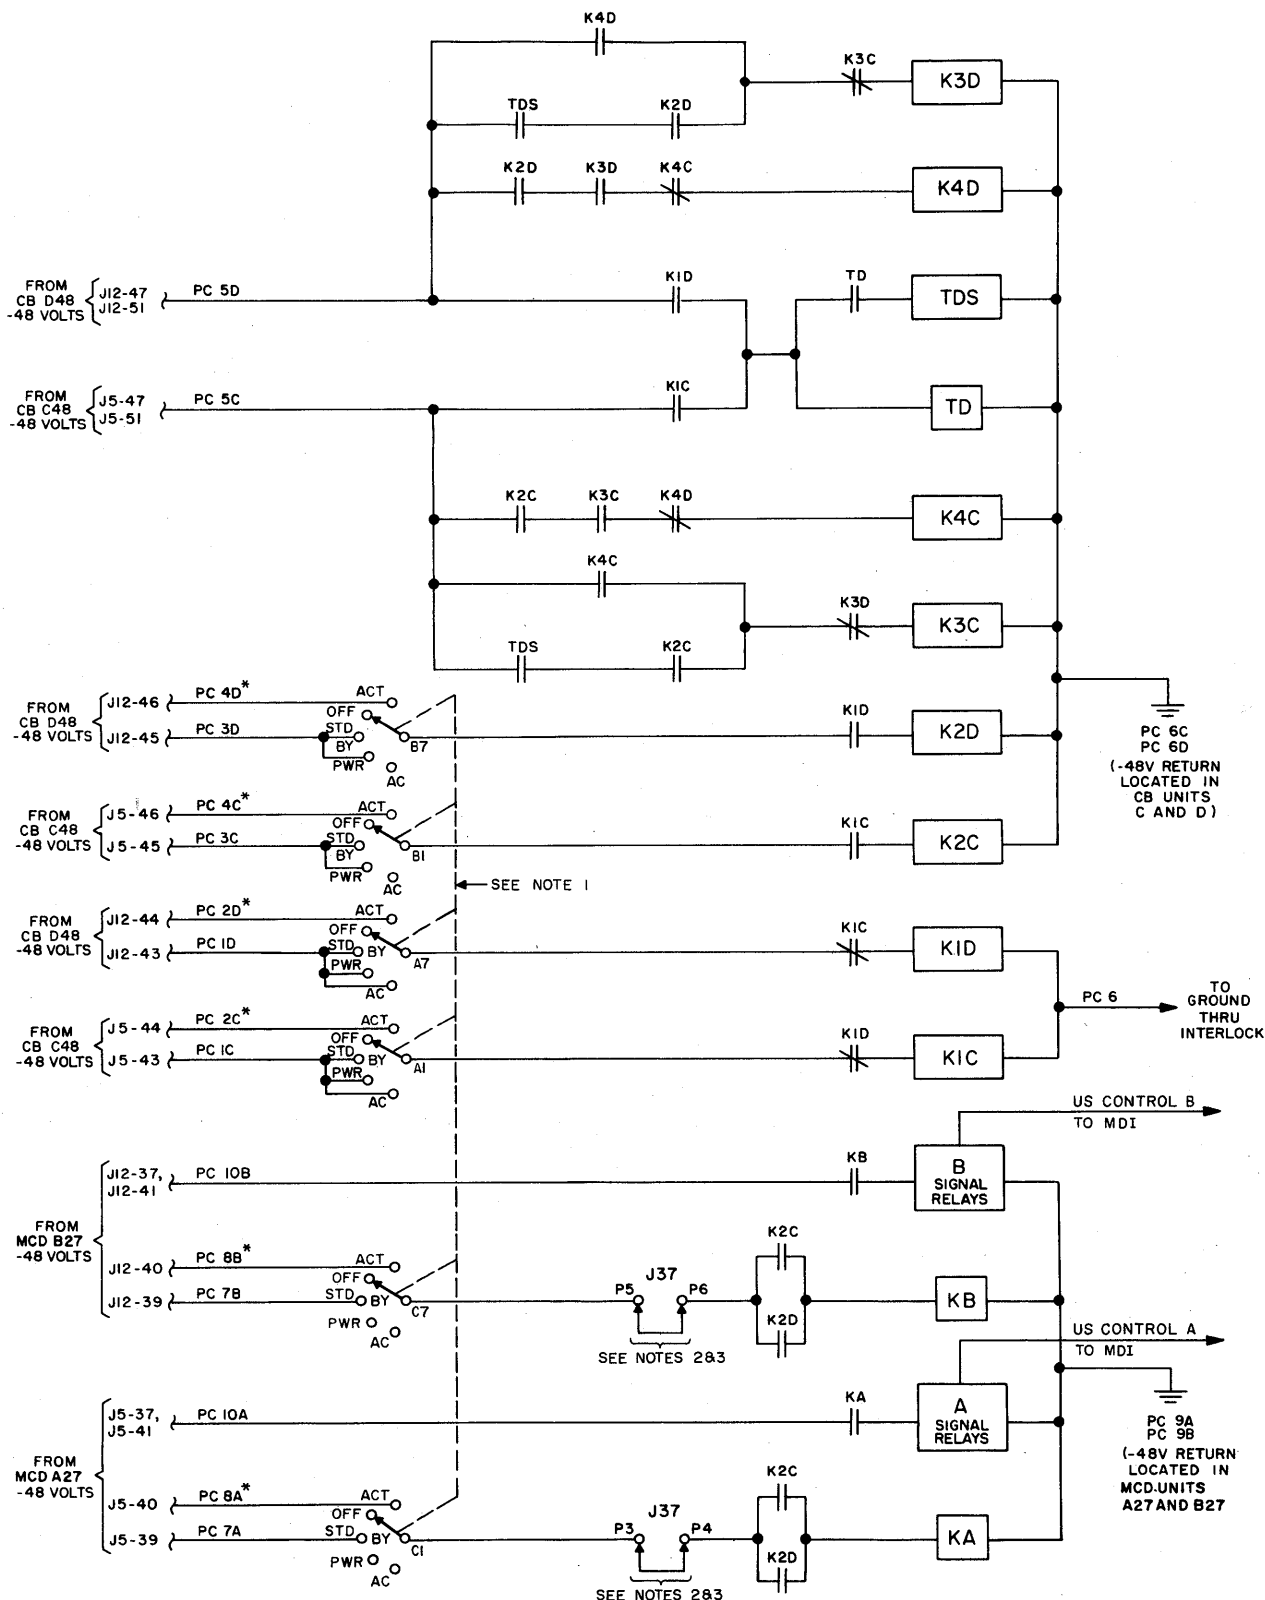 K4D
K3C
K3D
TDS
K2D
K2D
K3D
K4C
K4D
FROM
CB D48
-48 VOLTS
J12-47
J12-51
PC 5D
K1D
TD
TDS
FROM
CB C48
-48 VOLTS
J5-47
J5-51
PC 5C
K1C
TD
K2C
K3C
K4D
K4C
K4C
K3D
K3C
TDS
K2C
FROM
CB D48
-48 VOLTS
J12-46
PC 4D*
ACT
OFF
J12-45
PC 3D
STD
BY
PWR
AC
B7
K1D
K2D
PC 6C
PC 6D
(-48V RETURN
LOCATED IN
CB UNITS
C AND D)
FROM
CB C48
-48 VOLTS
J5-46
PC 4C*
ACT
OFF
J5-45
PC 3C
STD
BY
PWR
AC
B1
K1C
K2C
SEE NOTE 1
FROM
CB D48
-48 VOLTS
J12-44
PC 2D*
ACT
OFF
J12-43
PC 1D
STD
BY
PWR
AC
A7
K1C
K1D
PC 6
TO
GROUND
THRU
INTERLOCK
FROM
CB C48
-48 VOLTS
J5-44
PC 2C*
ACT
OFF
J5-43
PC 1C
STD
BY
PWR
AC
A1
K1D
K1C
US CONTROL B
TO MDI
FROM
MCD B27
-48 VOLTS
J12-37,
J12-41
PC 10B
KB
B
SIGNAL
RELAYS
J12-40
PC 8B*
ACT
OFF
J12-39
PC 7B
STD
BY
PWR
AC
C7
P5
J37
P6
SEE NOTES 2&3
K2C
K2D
KB
US CONTROL A
TO MDI
FROM
MCD A27
-48 VOLTS
J5-37,
J5-41
PC 10A
KA
A
SIGNAL
RELAYS
PC 9A
PC 9B
(-48V RETURN
LOCATED IN
MCD UNITS
A27 AND B27
J5-40
PC 8A*
ACT
OFF
J5-39
PC 7A
STD
BY
PWR
AC
C1
P3
J37
P4
SEE NOTES 2&3
K2C
K2D
KA